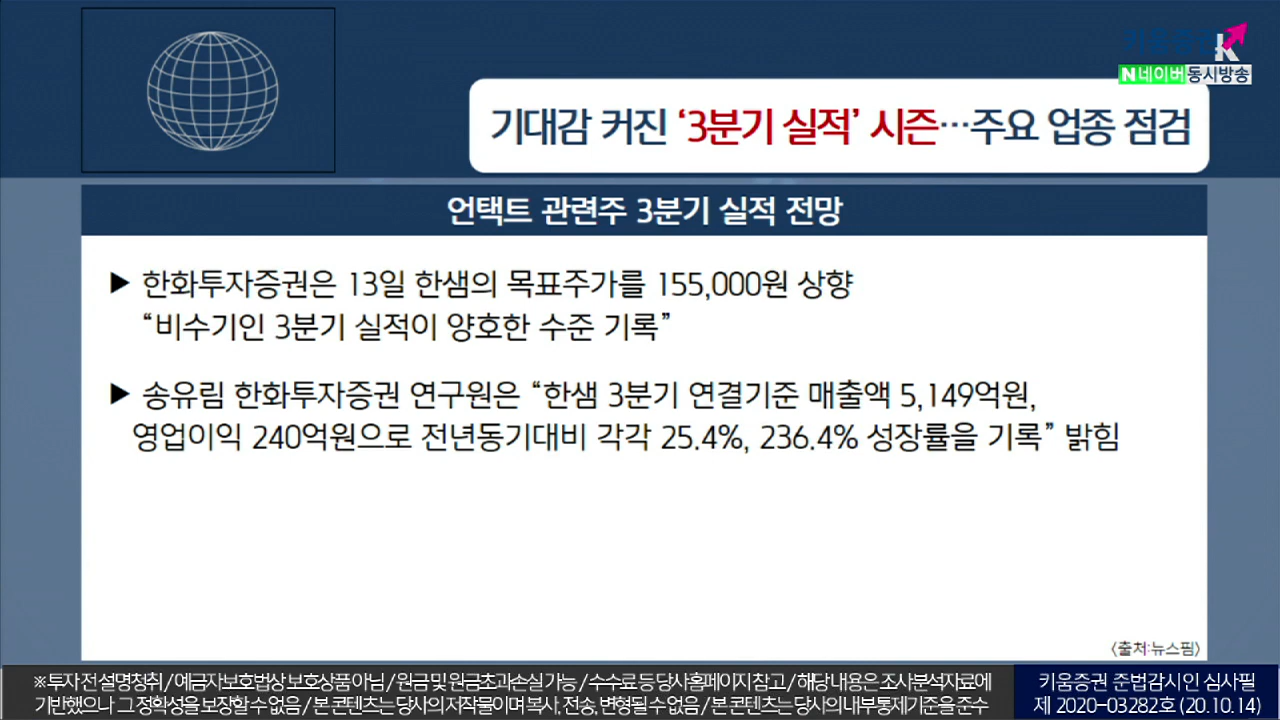 키움증권
N 네이버 동시방송
기대감 커진 ‘3분기 실적’ 시즌…주요 업종 점검
언택트 관련주 3분기 실적 전망
▶ 한화투자증권은 13일 한샘의 목표주가를 155,000원 상향
“비수기인 3분기 실적이 양호한 수준 기록”
▶ 송유림 한화투자증권 연구원은 “한샘 3분기 연결기준 매출액 5,149억원,
영업이익 240억원으로 전년동기대비 각각 25.4%, 236.4% 성장률을 기록” 밝힘
<출처:뉴스핌>
※투자 전 설명청취 / 예금자보호법상 보호상품 아님 / 원금 및 원금초과손실 가능 / 수수료 등 당사홈페이지 참고 / 해당 내용은 조사분석자료에
기반했으나 그 정확성을 보장할 수 없음 / 본 콘텐츠는 당사의 저작물이며 복사, 전송, 변형될 수 없음 / 본 콘텐츠는 당사의 내부통제기준을 준수
키움증권 준법감시인 심사필
제 2020-03282호 (20.10.14)